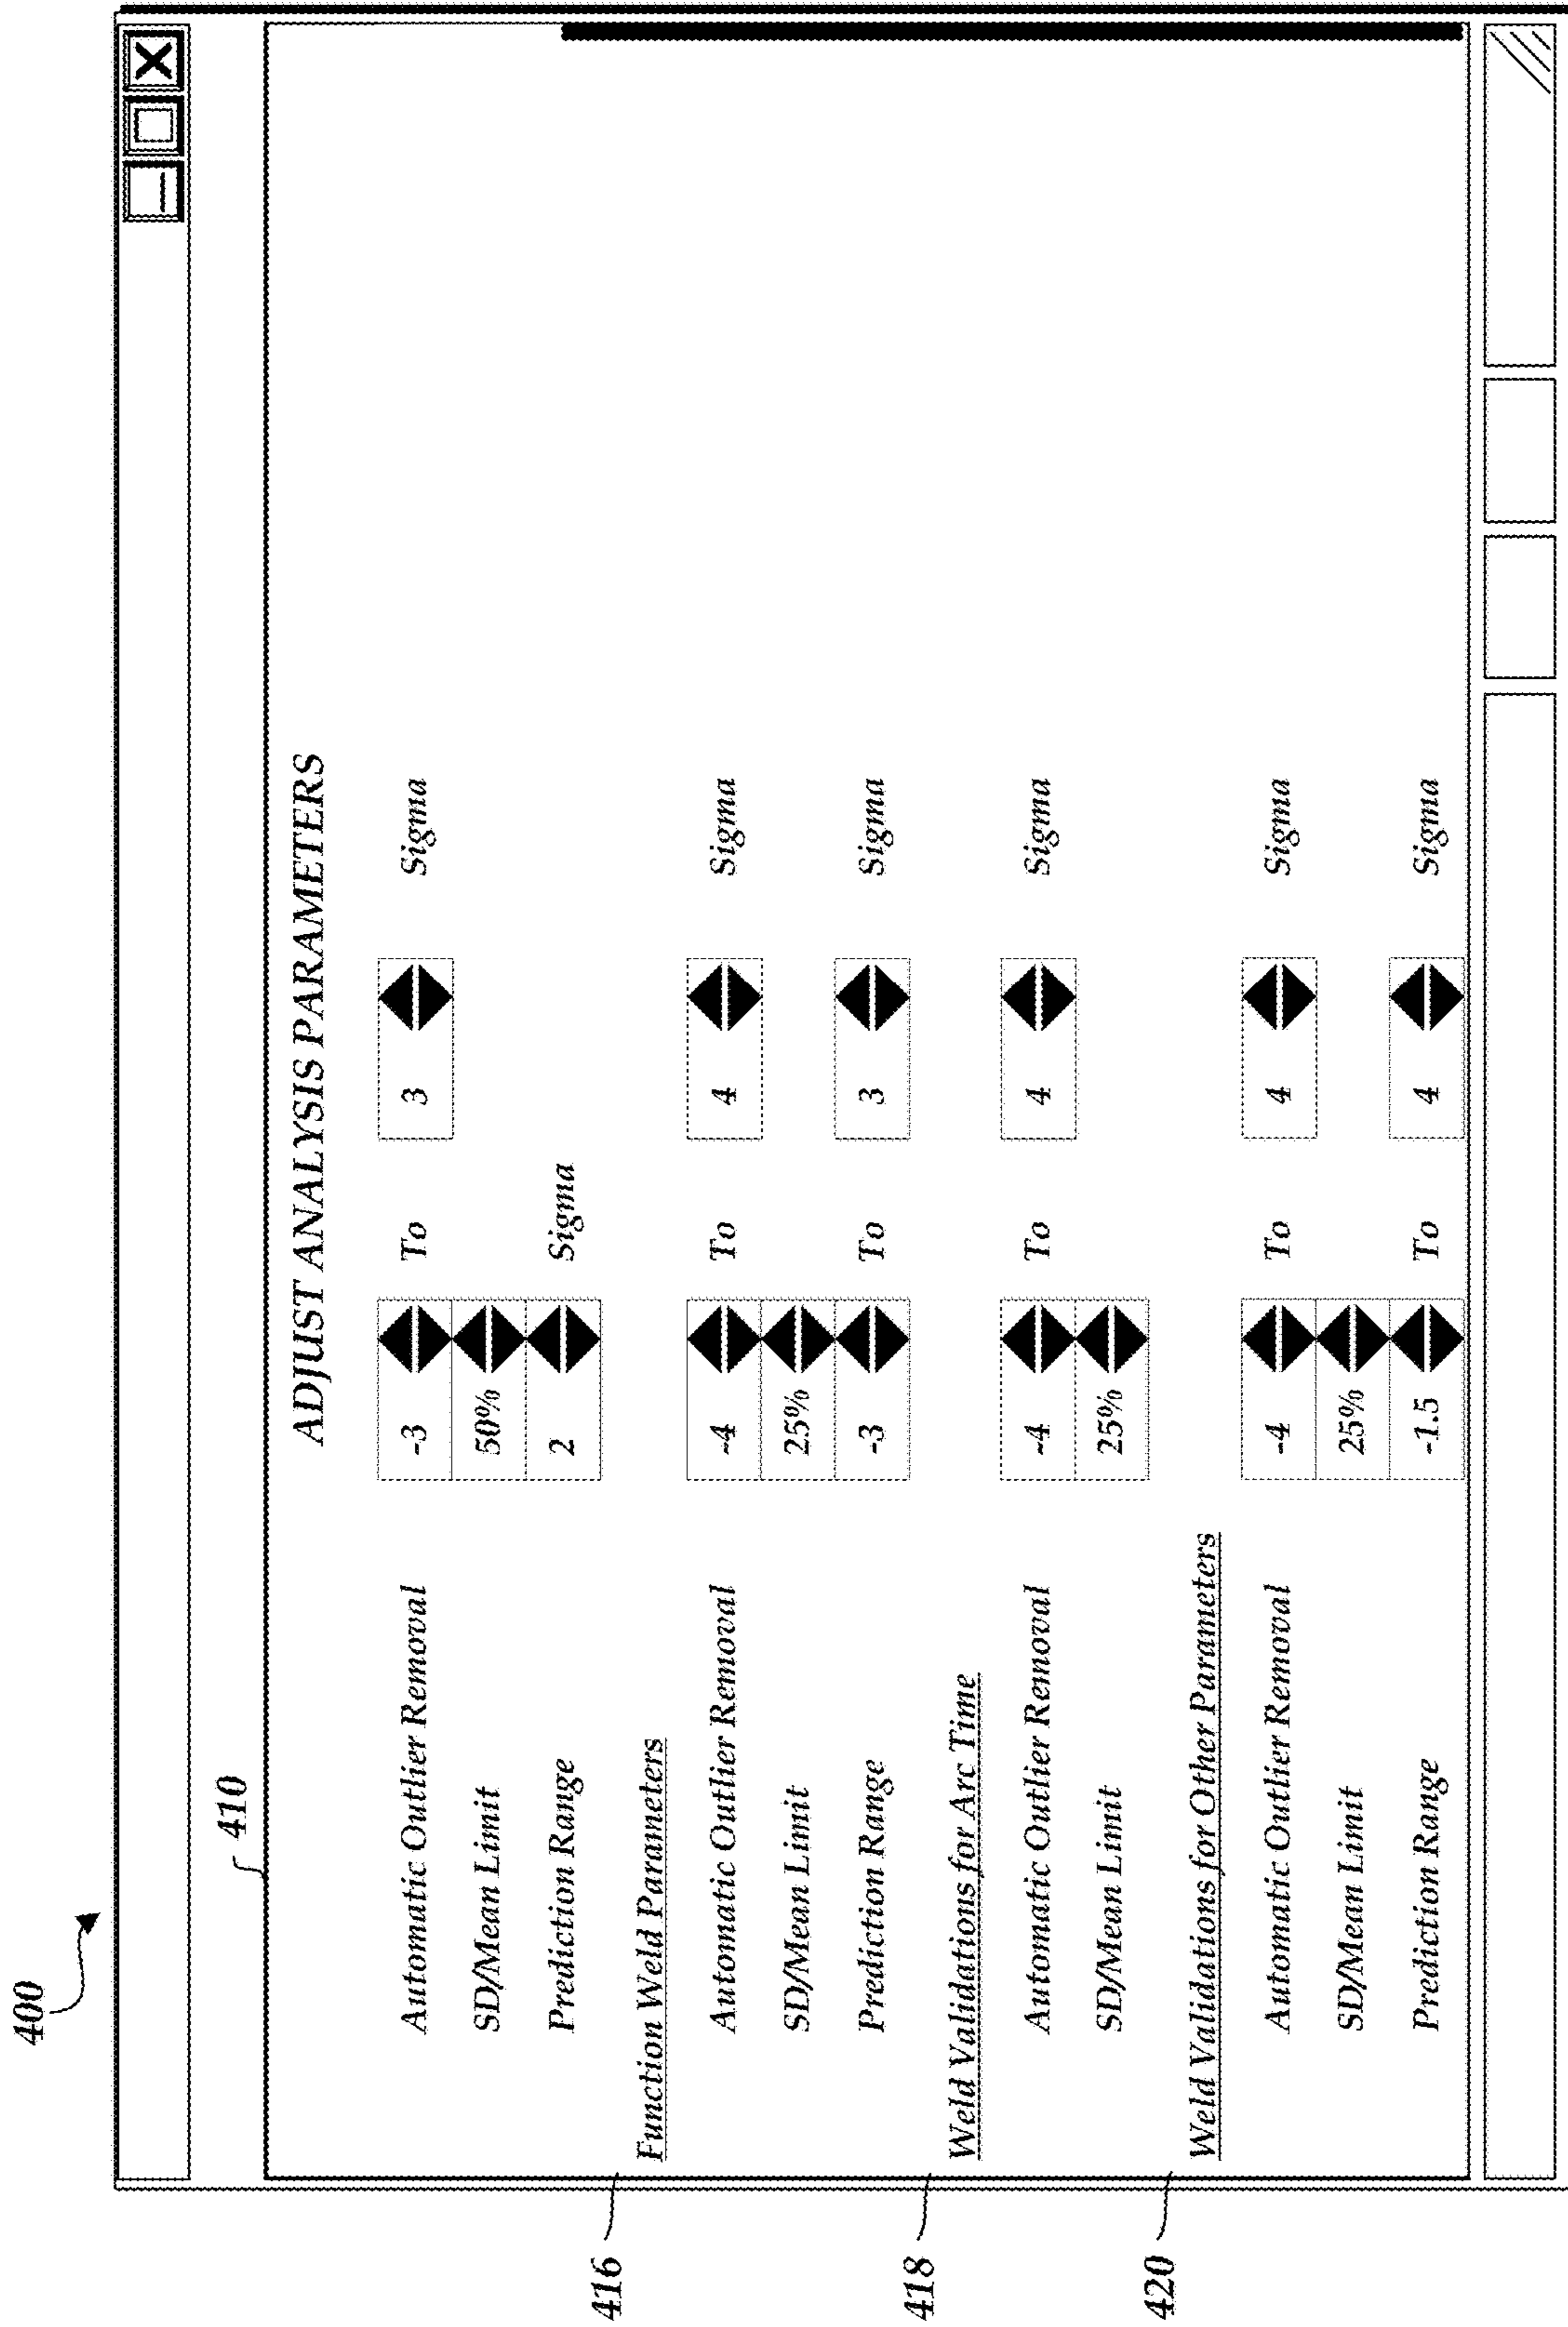 400
410
ADJUST ANALYSIS PARAMETERS
Automatic Outlier Removal -3 To 3 Sigma
SD/Mean Limit 50%
Prediction Range 2 Sigma
416
Function Weld Parameters
Automatic Outlier Removal -4 To 4 Sigma
SD/Mean Limit 25%
Prediction Range -3 To 3 Sigma
418
Weld Validations for Arc Time
Automatic Outlier Removal -4 To 4 Sigma
SD/Mean Limit 25%
420
Weld Validations for Other Parameters
Automatic Outlier Removal -4 To 4 Sigma
SD/Mean Limit 25%
Prediction Range -1.5 To 4 Sigma